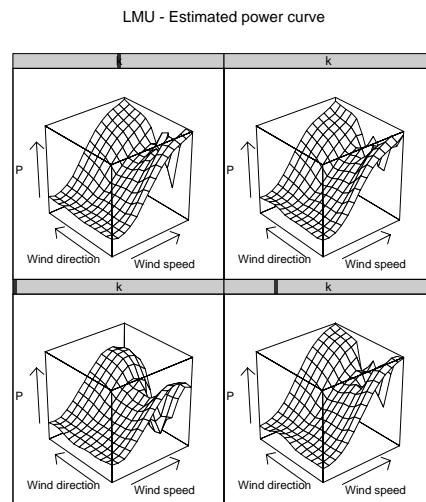 LMU - Estimated power curve
k k
P P
Wind direction Wind speed Wind direction Wind speed
k k
P P
Wind direction Wind speed Wind direction Wind speed